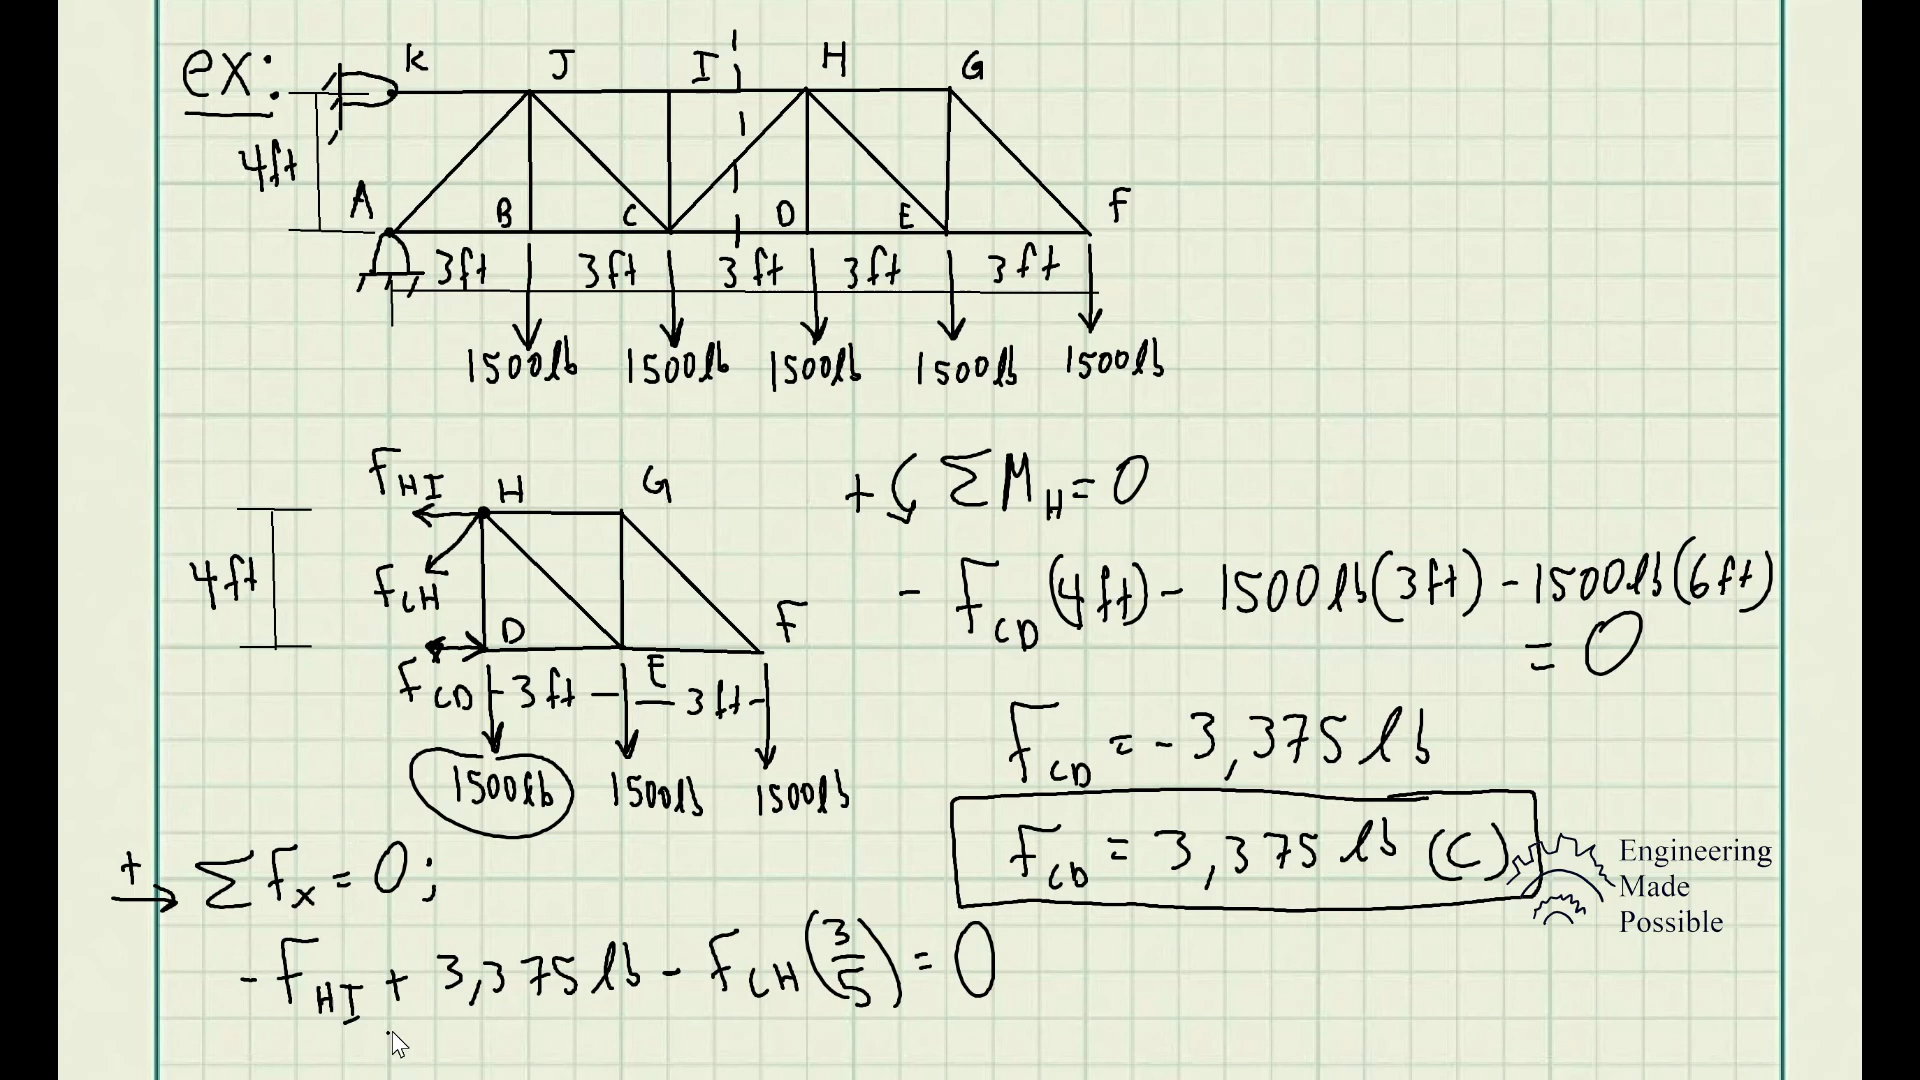 ex:
K J I H G
4ft
A B C D E F
3ft 3ft 3ft 3ft 3ft
1500lb 1500lb 1500lb 1500lb 1500lb
F_HI H G
4ft
F_CH
D F
F_CD 3ft E 3ft
1500lb 1500lb 1500lb
+ ΣM_H = 0
- F_CD (4ft) - 1500lb(3ft) - 1500lb(6ft)
= 0
F_CD = -3,375 lb
F_CD = 3,375 lb (C)
+→ ΣF_x = 0;
-F_HI + 3,375 lb - F_CH (3/5) = 0
Engineering
Made
Possible